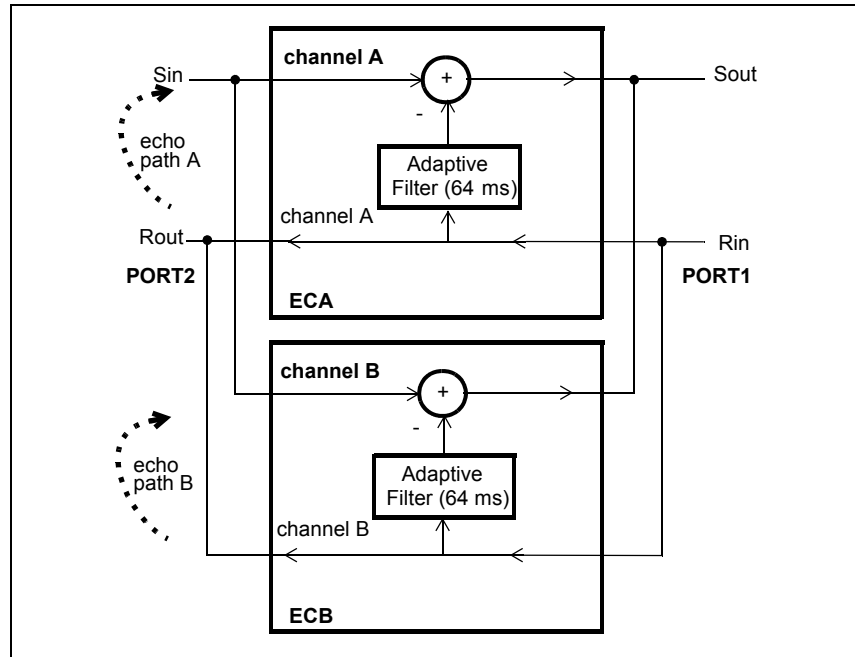 channel A
Sin
+
Sout
-
echo
path A
Adaptive
Filter (64 ms)
channel A
Rout
Rin
PORT2
PORT1
ECA
channel B
+
-
echo
path B
Adaptive
Filter (64 ms)
channel B
ECB